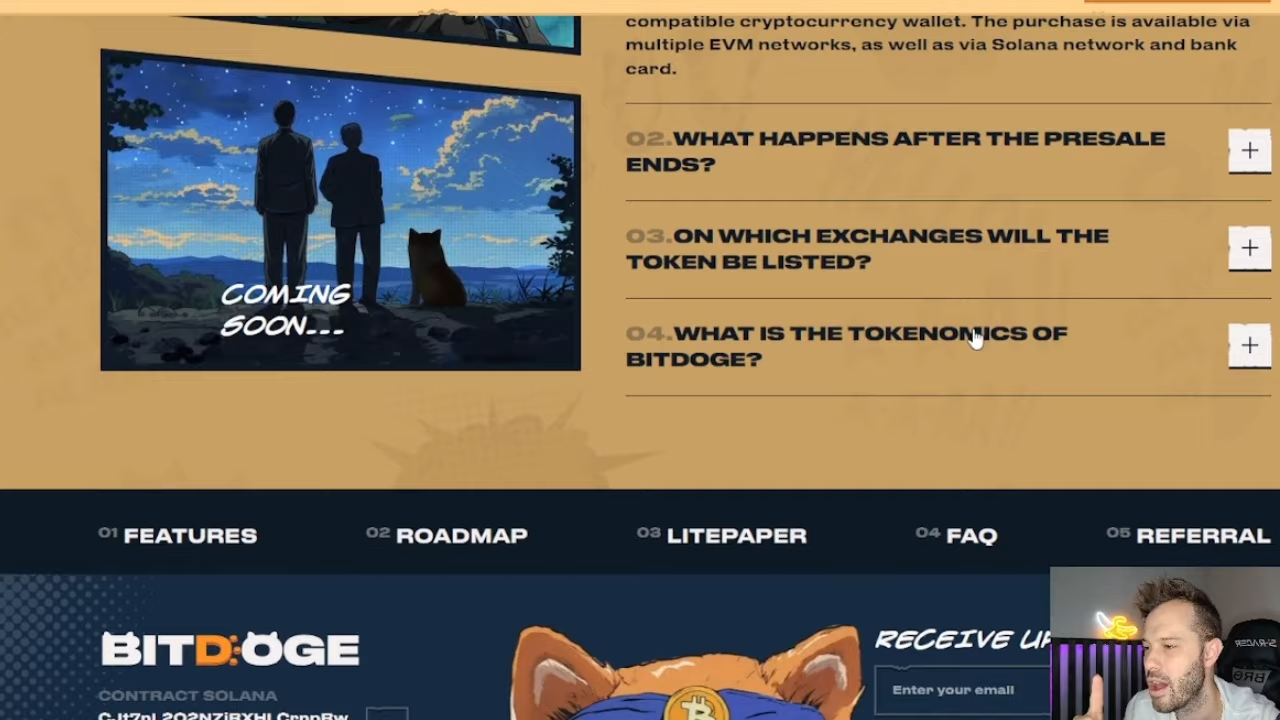 compatible cryptocurrency wallet. The purchase is available via
multiple EVM networks, as well as via Solana network and bank
card.
02.WHAT HAPPENS AFTER THE PRESALE
ENDS?
03.ON WHICH EXCHANGES WILL THE
TOKEN BE LISTED?
04.WHAT IS THE TOKENOMICS OF
BITDOGE?
COMING
SOON...
01 FEATURES
02 ROADMAP
03 LITEPAPER
04 FAQ
05 REFERRAL
BITDOGE
CONTRACT SOLANA
RECEIVE
Enter your email